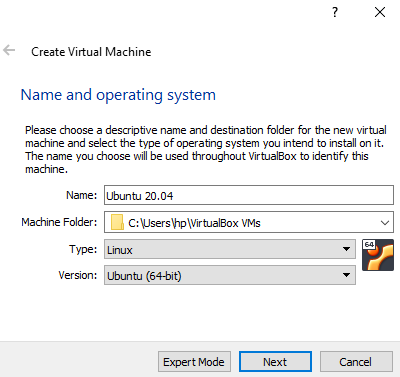 ?
Create Virtual Machine
Name and operating system
Please choose a descriptive name and destination folder for the new virtual
machine and select the type of operating system you intend to install on it.
The name you choose will be used throughout VirtualBox to identify this
machine.
Name: Ubuntu 20.04
Machine Folder: C:\Users\hp\VirtualBox VMs
Type: Linux
64
Version: Ubuntu (64-bit)
Expert Mode Next Cancel